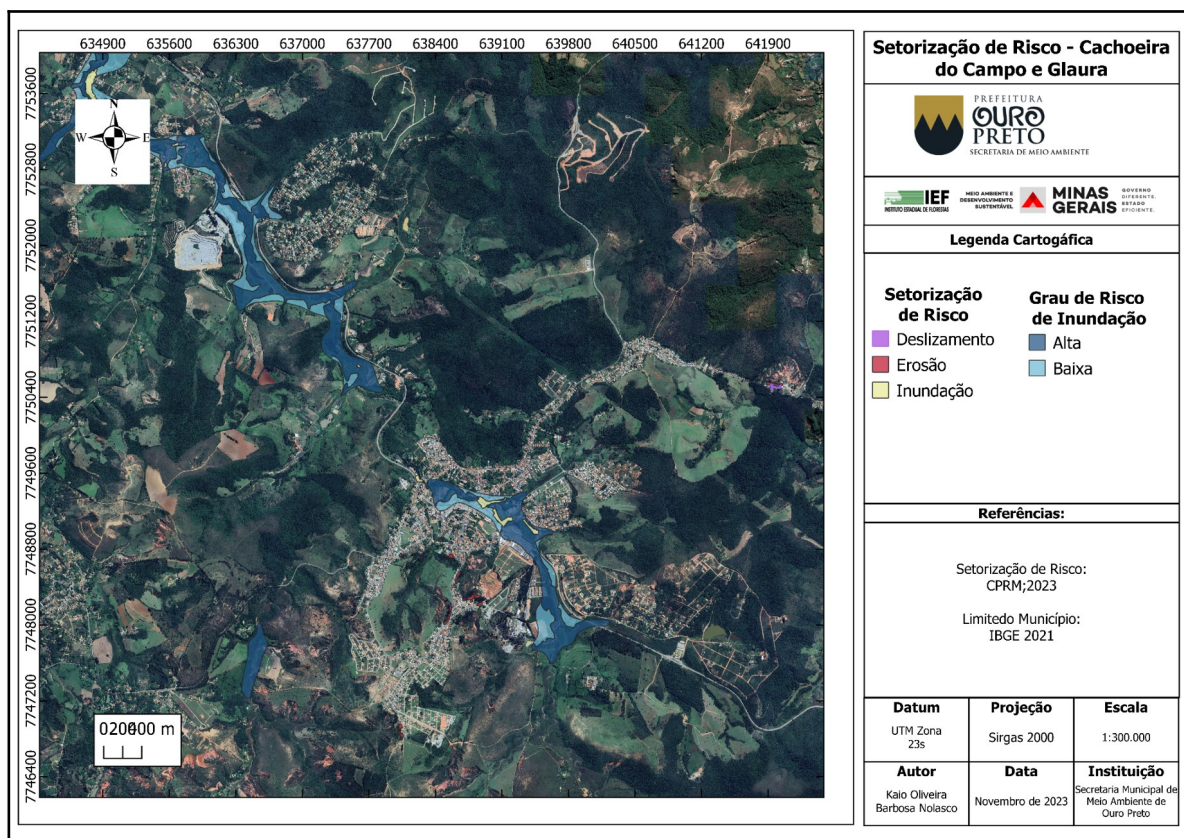 634900 635600 636300 637000 637700 638400 639100 639800 640500 641200 641900
7753600
7752800
7752000
7751200
7750400
7749600
7748800
7748000
7747200
7746400
N
W E
S
0200400 m
Setorização de Risco - Cachoeira
do Campo e Glaura
PREFEITURA
OURO
PRETO
SECRETARIA DE MEIO AMBIENTE
IEF
INSTITUTO ESTADUAL DE FLORESTAS
MEIO AMBIENTE E
DESENVOLVIMENTO
SUSTENTÁVEL
MINAS
GERAIS
GOVERNO
DIFERENTE.
ESTADO
EFICIENTE.
Legenda Cartogáfica
Setorização
de Risco
Deslizamento
Erosão
Inundação
Grau de Risco
de Inundação
Alta
Baixa
Referências:
Setorização de Risco:
CPRM;2023
Limitedo Município:
IBGE 2021
Datum
UTM Zona
23s
Projeção
Sirgas 2000
Escala
1:300.000
Autor
Kaio Oliveira
Barbosa Nolasco
Data
Novembro de 2023
Instituição
Secretaria Municipal de
Meio Ambiente de
Ouro Preto